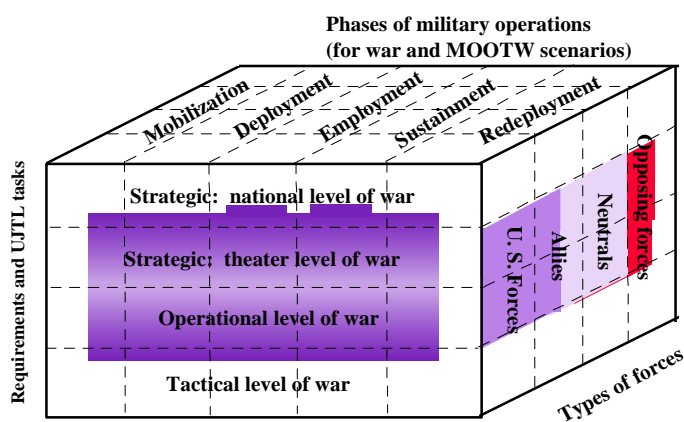 Phases of military operations
(for war and MOOTW scenarios)
Mobilization
Deployment
Employment
Sustainment
Redeployment
Requirements and UJTL tasks
Strategic: national level of war
Strategic: theater level of war
Operational level of war
Tactical level of war
U. S. Forces
Allies
Neutrals
Opposing forces
Types of forces